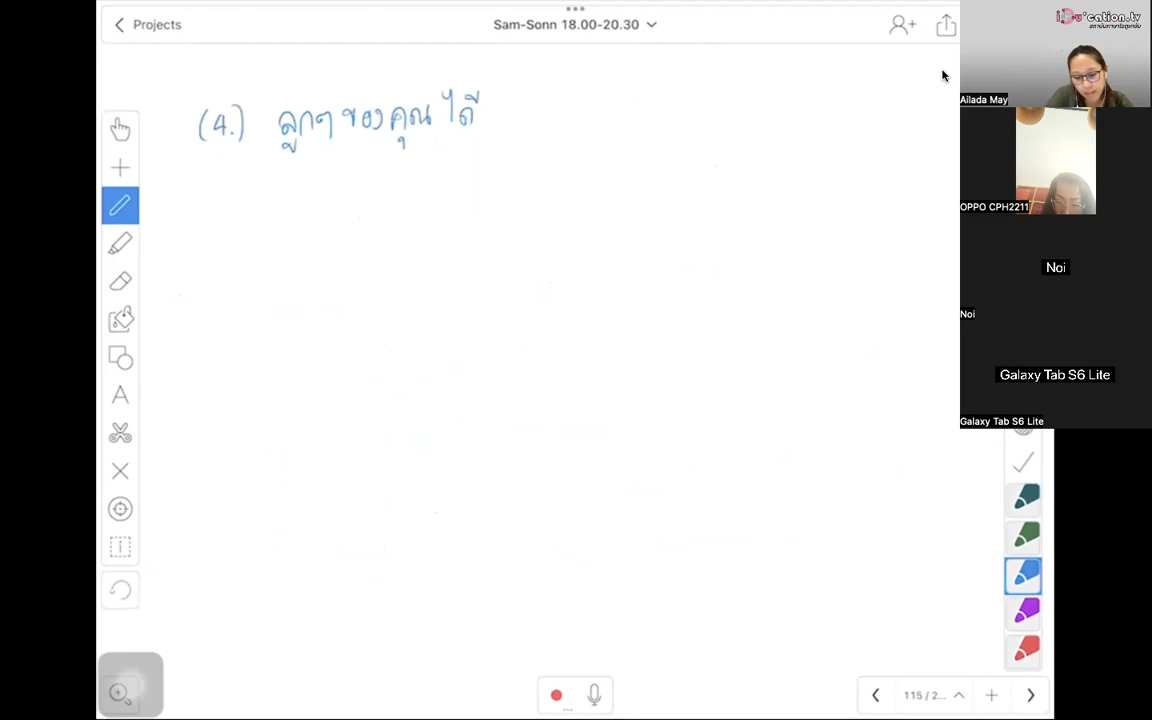 Projects
Sam-Sonn 18.00-20.30
Ailada May
OPPO CPH2211
Noi
Noi
Galaxy Tab S6 Lite
Galaxy Tab S6 Lite
(4.) ลูกๆ ของคุณ ได้
115 / 2...